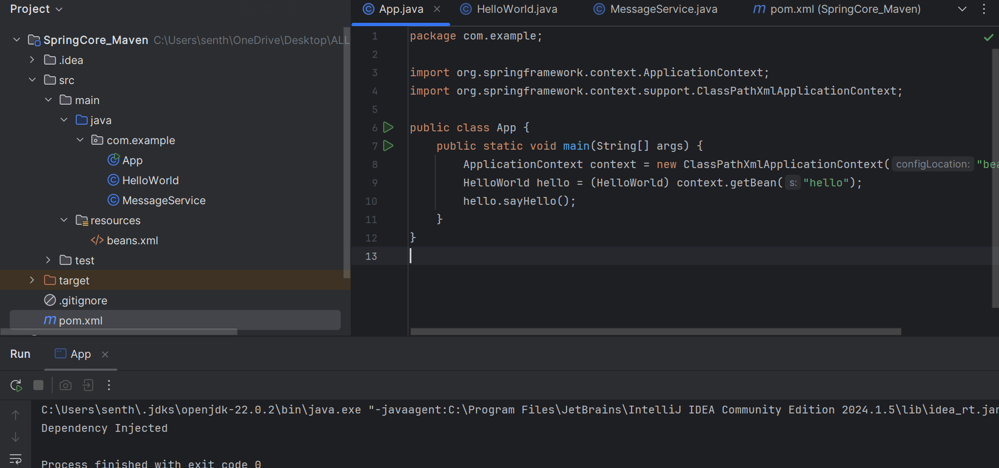 Project
SpringCore_Maven C:\Users\senth\OneDrive\Desktop\ALL
.idea
src
main
java
com.example
App
HelloWorld
MessageService
resources
beans.xml
test
target
.gitignore
pom.xml
App.java HelloWorld.java MessageService.java pom.xml (SpringCore_Maven)
1 package com.example;
2
3 import org.springframework.context.ApplicationContext;
4 import org.springframework.context.support.ClassPathXmlApplicationContext;
5
6 public class App {
7 public static void main(String[] args) {
8 ApplicationContext context = new ClassPathXmlApplicationContext( configLocation: "bea
9 HelloWorld hello = (HelloWorld) context.getBean( s: "hello");
10 hello.sayHello();
11 }
12 }
13
Run App
C:\Users\senth\.jdks\openjdk-22.0.2\bin\java.exe "-javaagent:C:\Program Files\JetBrains\IntelliJ IDEA Community Edition 2024.1.5\lib\idea_rt.jar
Dependency Injected
Process finished with exit code 0